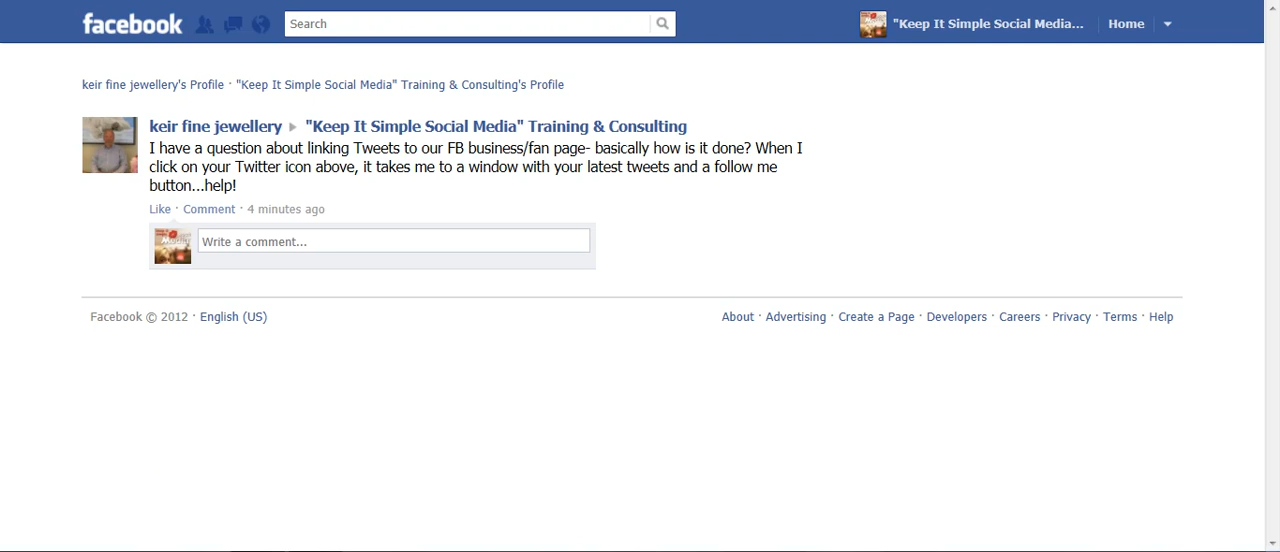 facebook Search "Keep It Simple Social Media... Home
keir fine jewellery's Profile · "Keep It Simple Social Media" Training & Consulting's Profile
keir fine jewellery ▸ "Keep It Simple Social Media" Training & Consulting
I have a question about linking Tweets to our FB business/fan page- basically how is it done? When I
click on your Twitter icon above, it takes me to a window with your latest tweets and a follow me
button...help!
Like · Comment · 4 minutes ago
Write a comment...
Facebook © 2012 · English (US) About · Advertising · Create a Page · Developers · Careers · Privacy · Terms · Help